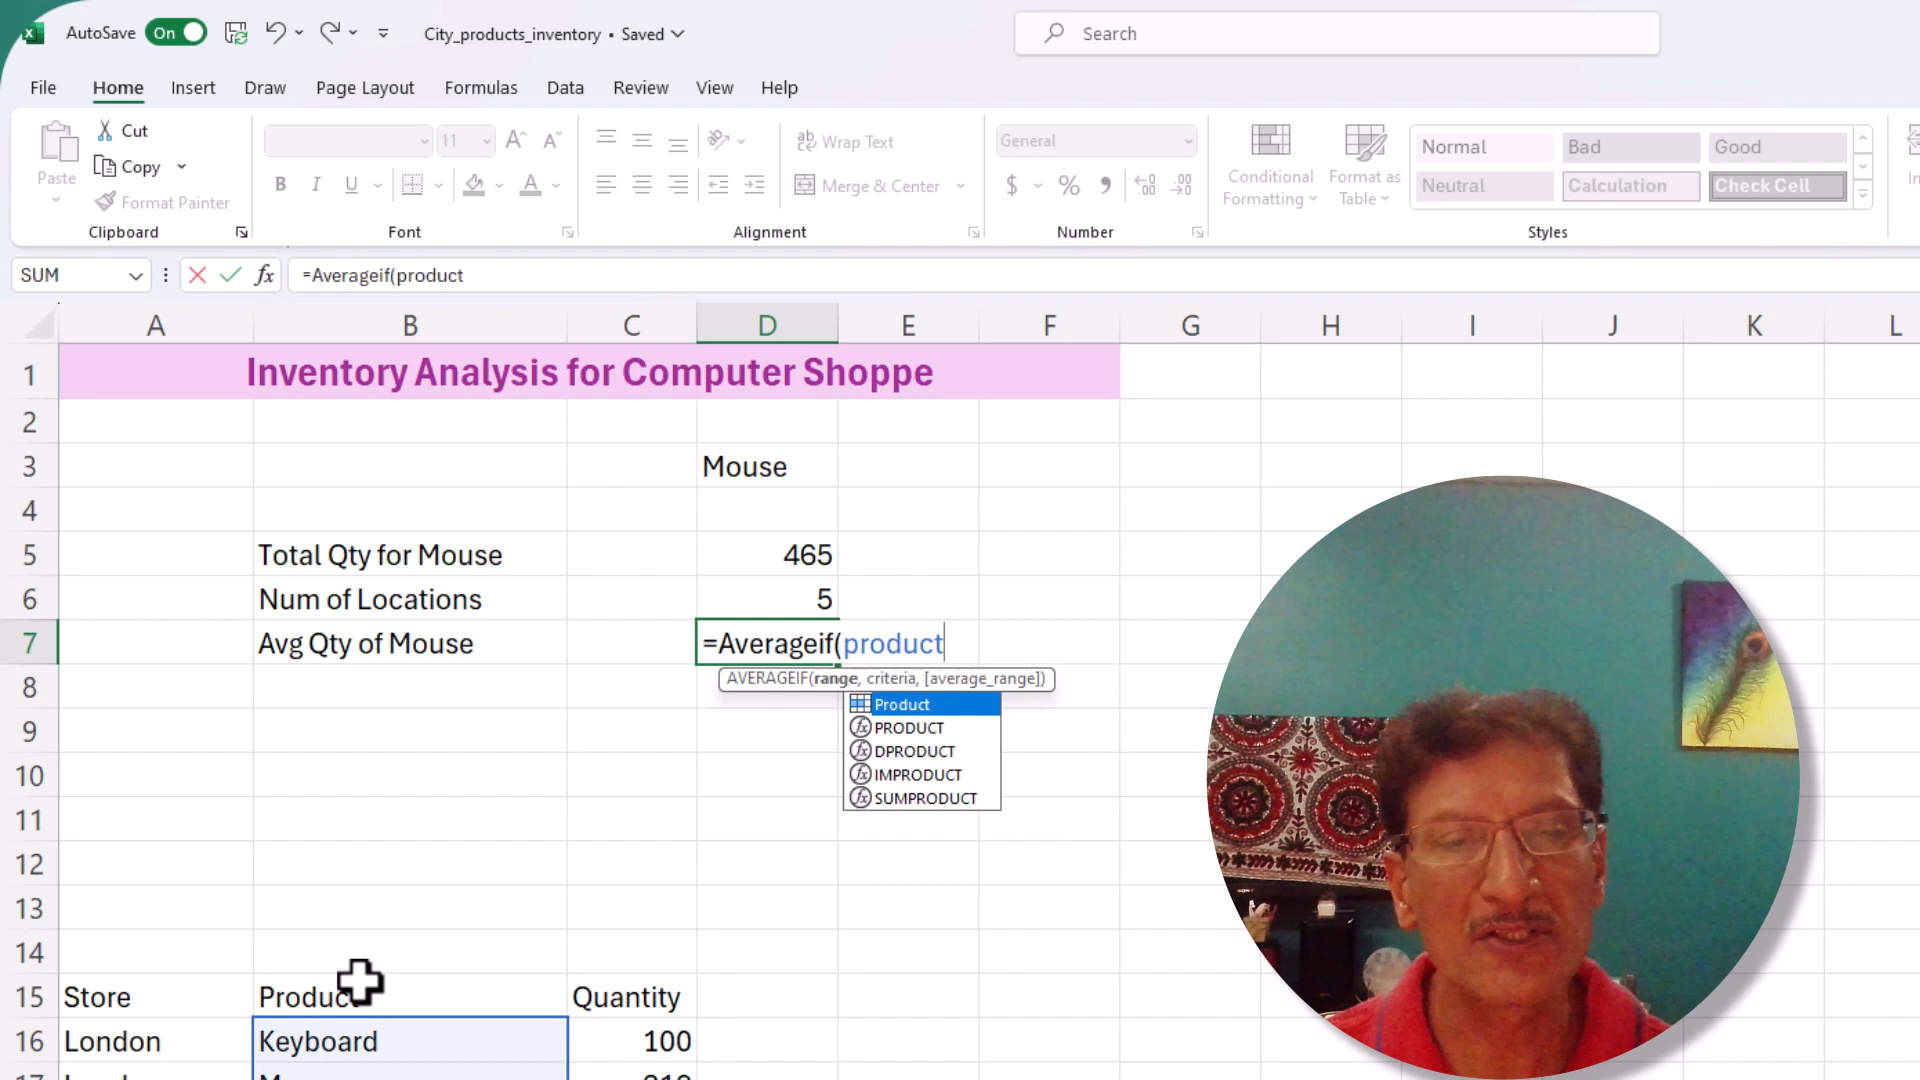 AutoSave On City_products_inventory • Saved Search
File Home Insert Draw Page Layout Formulas Data Review View Help
Paste
Cut
Copy
Format Painter
Clipboard
11
B I U A
Font
Wrap Text
Merge & Center
Alignment
General
$ %
Number
Conditional Formatting
Format as Table
Normal Bad Good
Neutral Calculation Check Cell
Styles
SUM fx =Averageif(product
A B C D E F G H I J K L
1 Inventory Analysis for Computer Shoppe
2
3 Mouse
4
5 Total Qty for Mouse 465
6 Num of Locations 5
7 Avg Qty of Mouse =Averageif(product
AVERAGEIF(range, criteria, [average_range])
Product
PRODUCT
DPRODUCT
IMPRODUCT
SUMPRODUCT
8
9
10
11
12
13
14
15 Store Product Quantity
16 London Keyboard 100